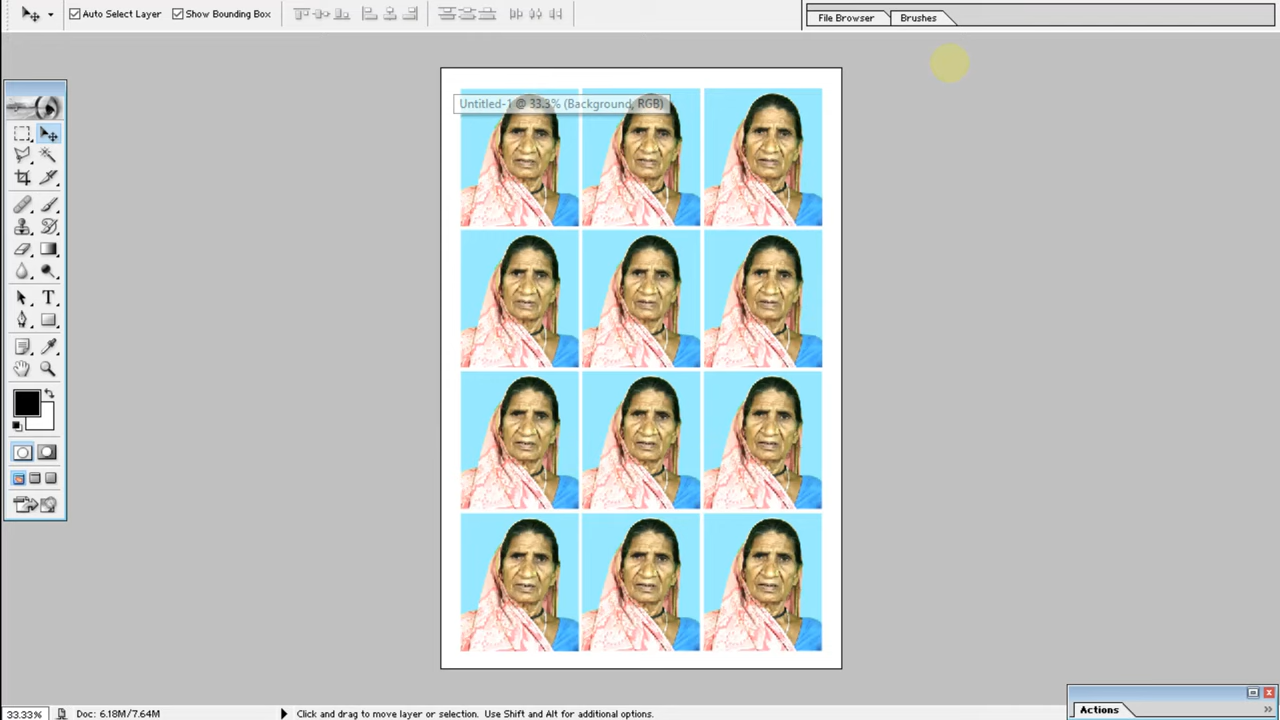 Auto Select Layer
Show Bounding Box
File Browser
Brushes
Untitled-1 @ 33.3% (Background, RGB)
T
33.33%
Doc: 6.18M/7.64M
Click and drag to move layer or selection. Use Shift and Alt for additional options.
Actions